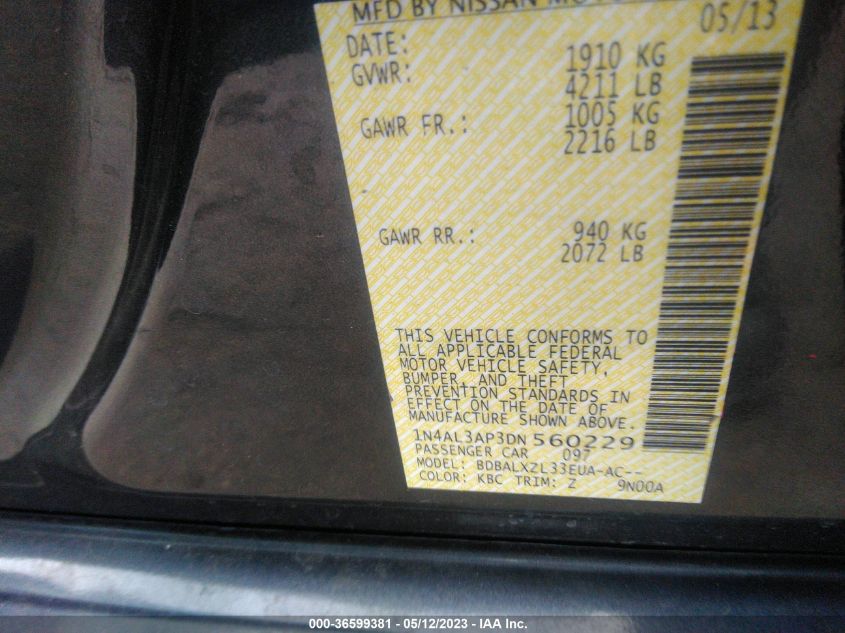 MFD BY NISSAN MO
DATE: 05/13
GVWR: 1910 KG
4211 LB
GAWR FR.: 1005 KG
2216 LB
GAWR RR.: 940 KG
2072 LB
THIS VEHICLE CONFORMS TO
ALL APPLICABLE FEDERAL
MOTOR VEHICLE SAFETY,
BUMPER, AND THEFT
PREVENTION STANDARDS IN
EFFECT ON THE DATE OF
MANUFACTURE SHOWN ABOVE.
1N4AL3AP3DN 560229
PASSENGER CAR 097
MODEL: BDBALXZL33EUA-AC--
COLOR: KBC TRIM: Z 9N00A
000-36599381 - 05/12/2023 - IAA Inc.